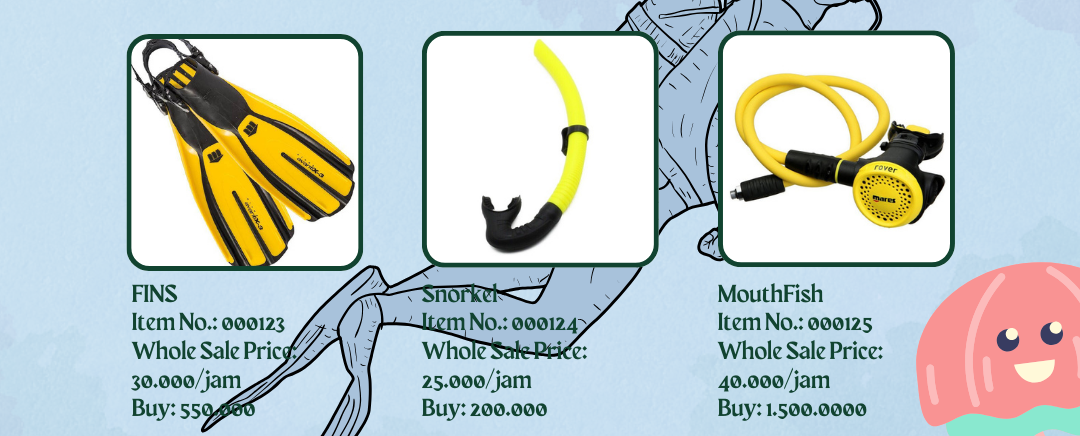 FINS
Item No.: 000123
Whole Sale Price:
30.000/jam
Buy: 550.000
Snorkel
Item No.: 000124
Whole Sale Price:
25.000/jam
Buy: 200.000
rover
mares
MouthFish
Item No.: 000125
Whole Sale Price:
40.000/jam
Buy: 1.500.0000